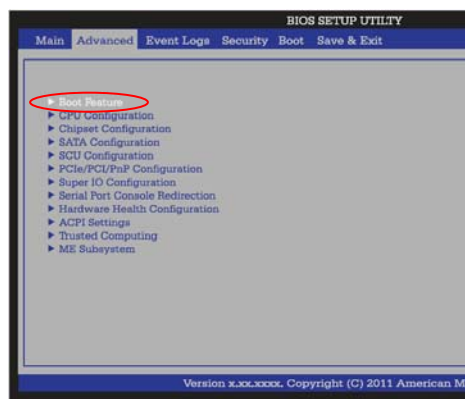 BIOS SETUP UTILTY
Main Advanced Event Logs Security Boot Save & Exit
▶ Boot Feature
▶ CPU Configuration
▶ Chipset Configuration
▶ SATA Configuration
▶ SCU Configuration
▶ PCIe/PCI/PnP Configuration
▶ Super IO Configuration
▶ Serial Port Console Redirection
▶ Hardware Health Configuration
▶ ACPI Settings
▶ Trusted Computing
▶ ME Subsystem
Version x.xx.xxxx. Copyright (C) 2011 American M